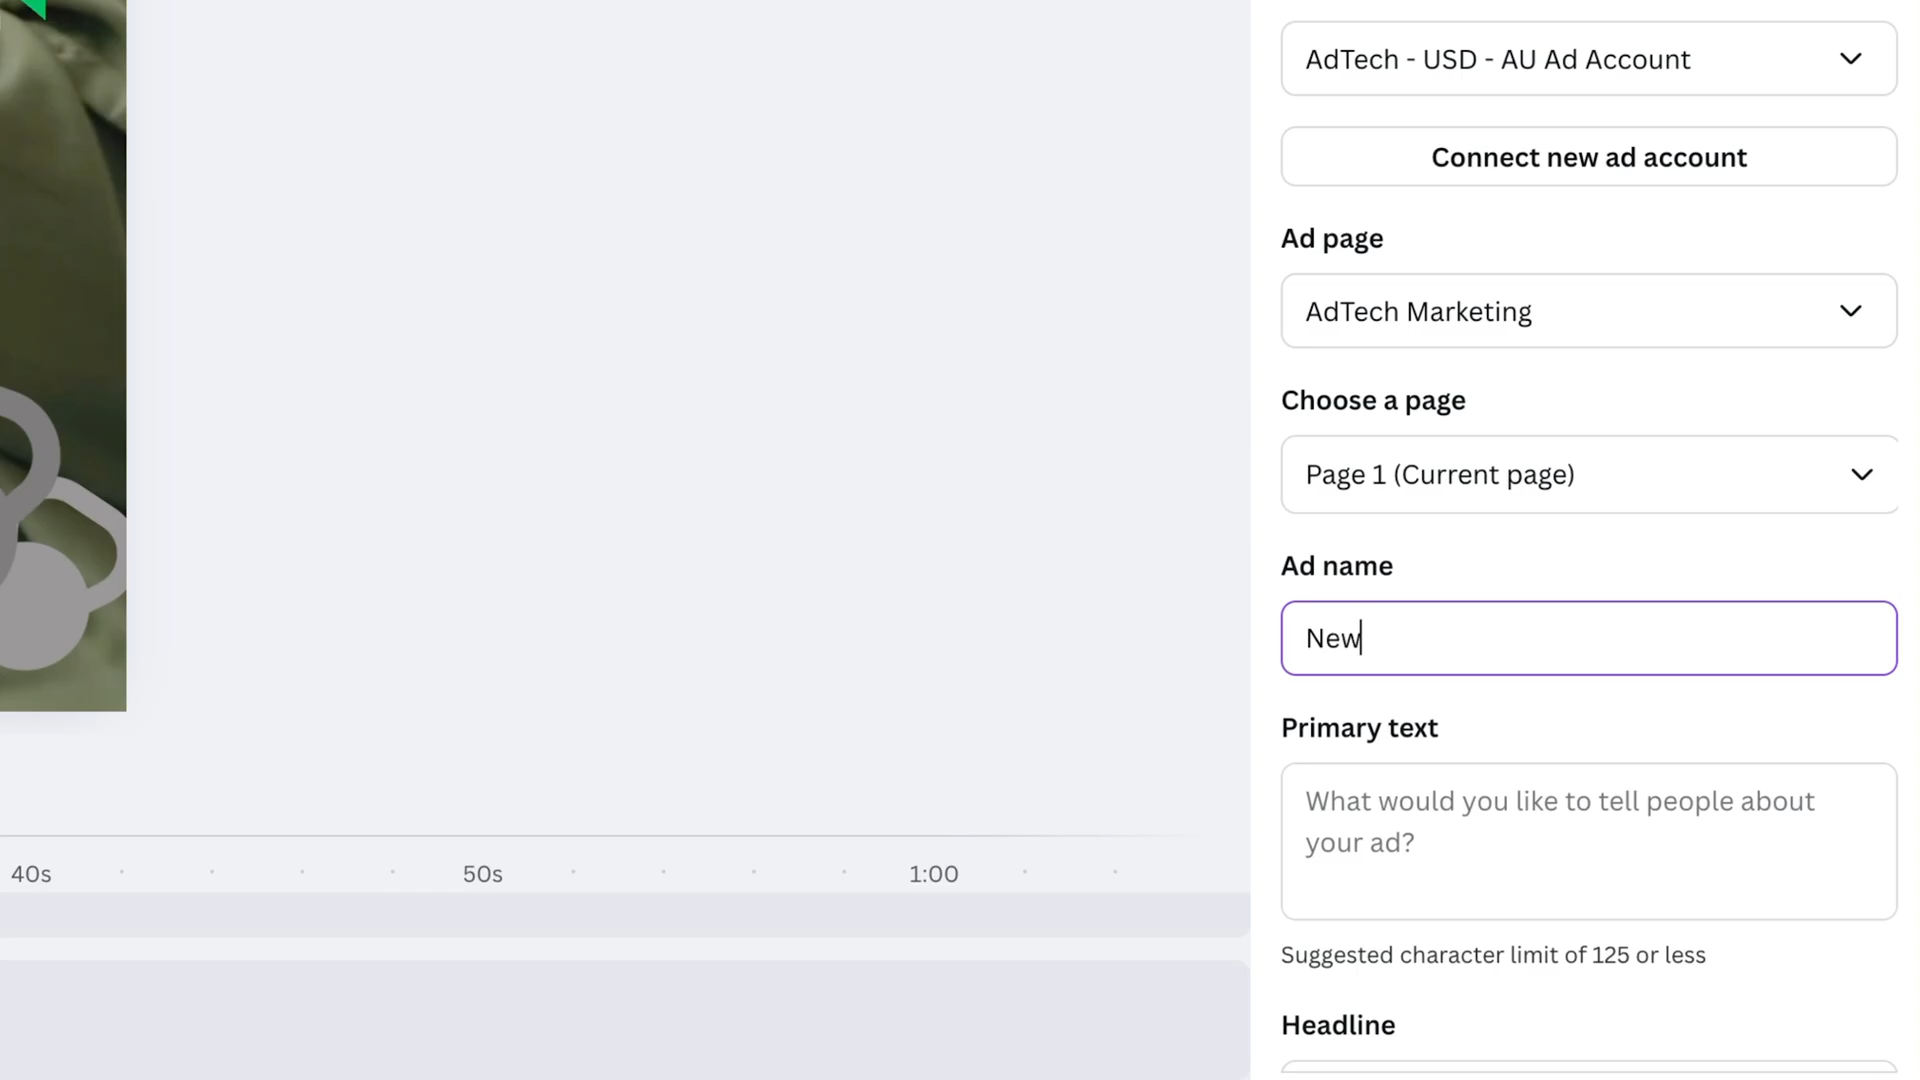 AdTech - USD - AU Ad Account
Connect new ad account
Ad page
AdTech Marketing
Choose a page
Page 1 (Current page)
Ad name
New
Primary text
What would you like to tell people about
your ad?
Suggested character limit of 125 or less
Headline
40s
50s
1:00